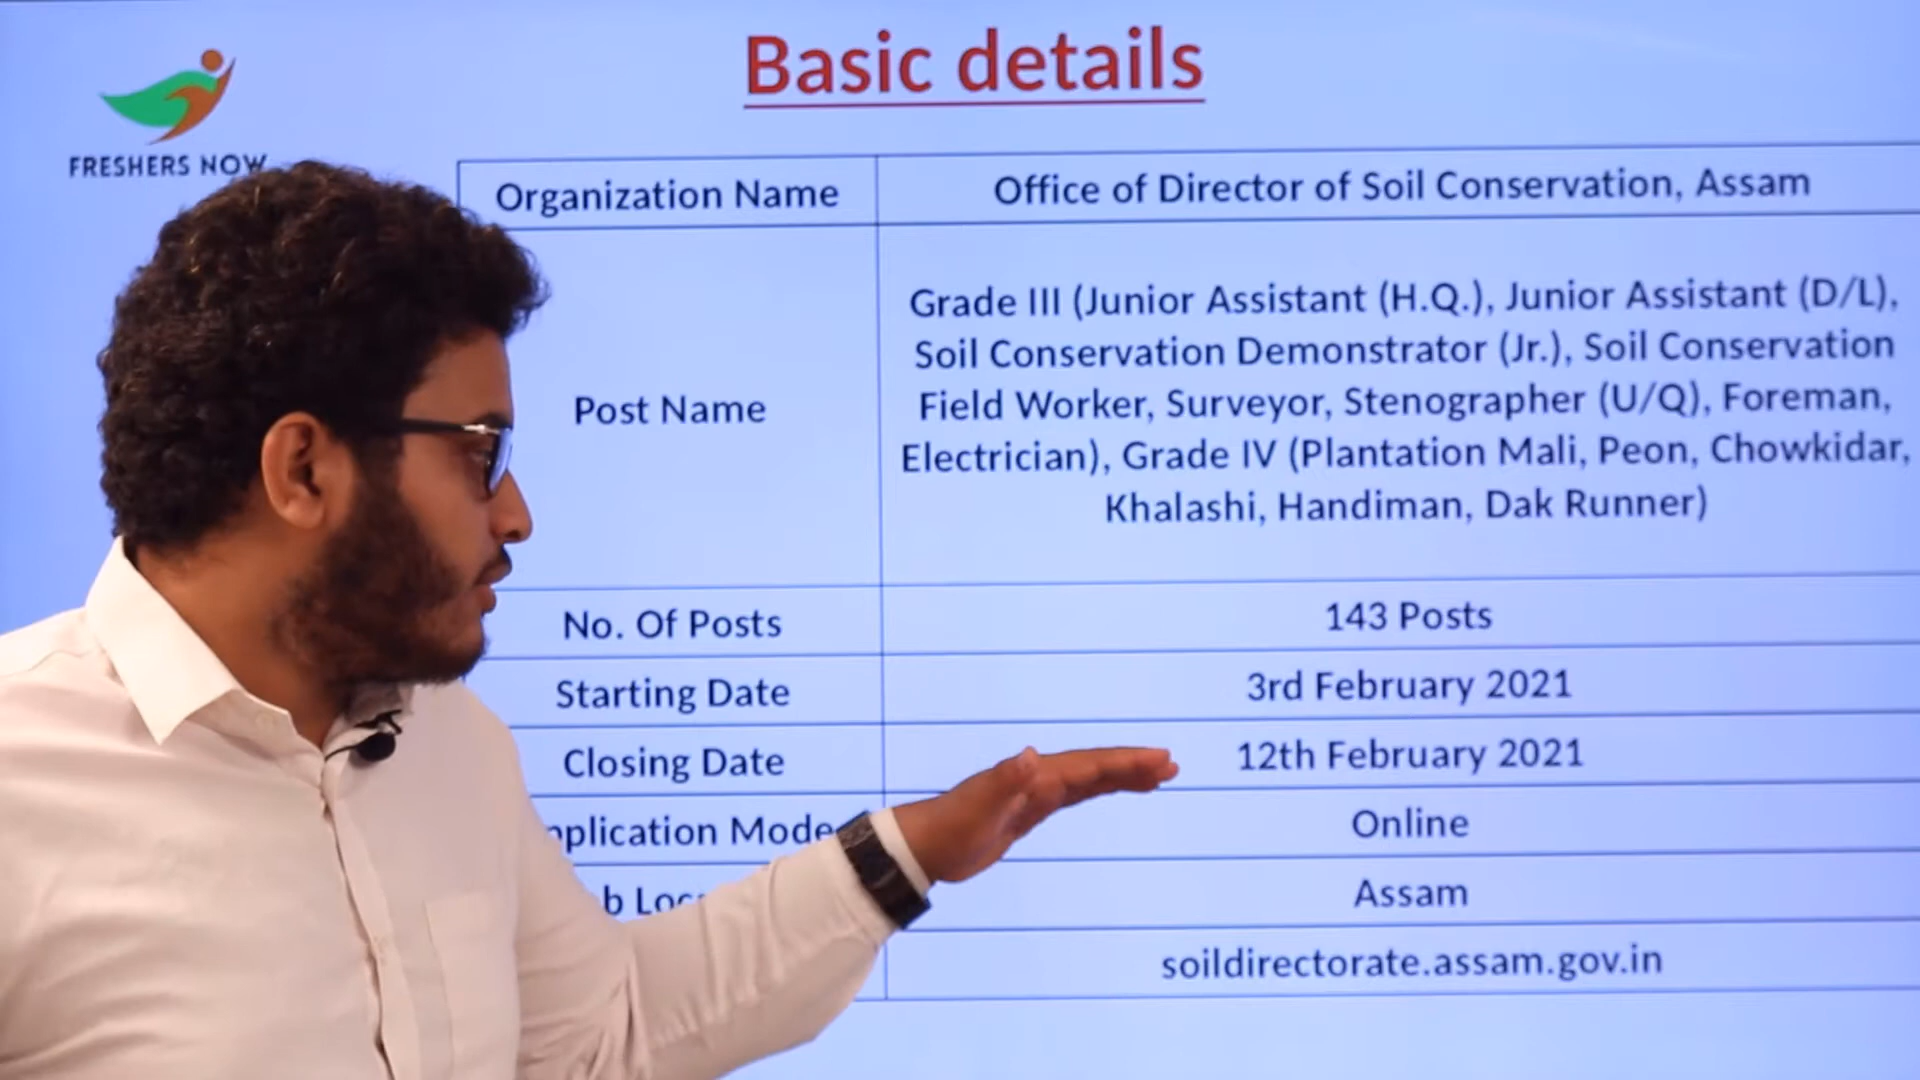 Basic details
FRESHERS NOW
Organization Name
Office of Director of Soil Conservation, Assam
Post Name
Grade III (Junior Assistant (H.Q.), Junior Assistant (D/L),
Soil Conservation Demonstrator (Jr.), Soil Conservation
Field Worker, Surveyor, Stenographer (U/Q), Foreman,
Electrician), Grade IV (Plantation Mali, Peon, Chowkidar,
Khalashi, Handiman, Dak Runner)
No. Of Posts
143 Posts
Starting Date
3rd February 2021
Closing Date
12th February 2021
Mode
Online
Assam
soildirectorate.assam.gov.in